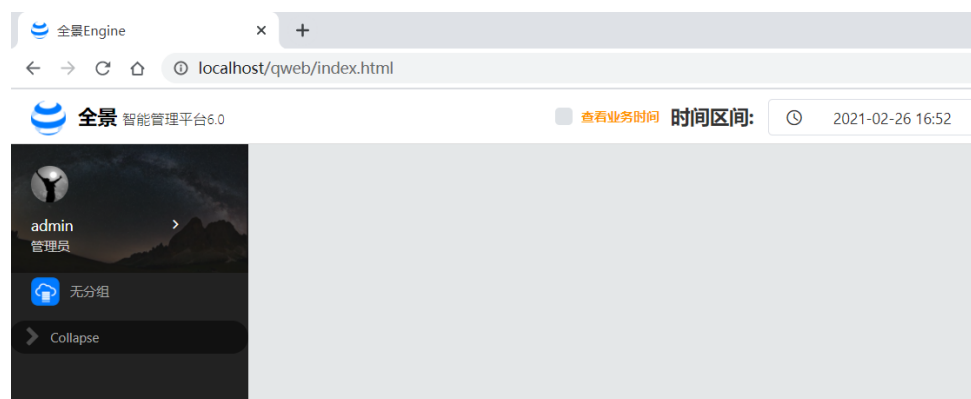 全景Engine
localhost/qweb/index.html
全景 智能管理平台6.0
查看业务时间 时间区间: 2021-02-26 16:52
admin
管理员
无分组
Collapse